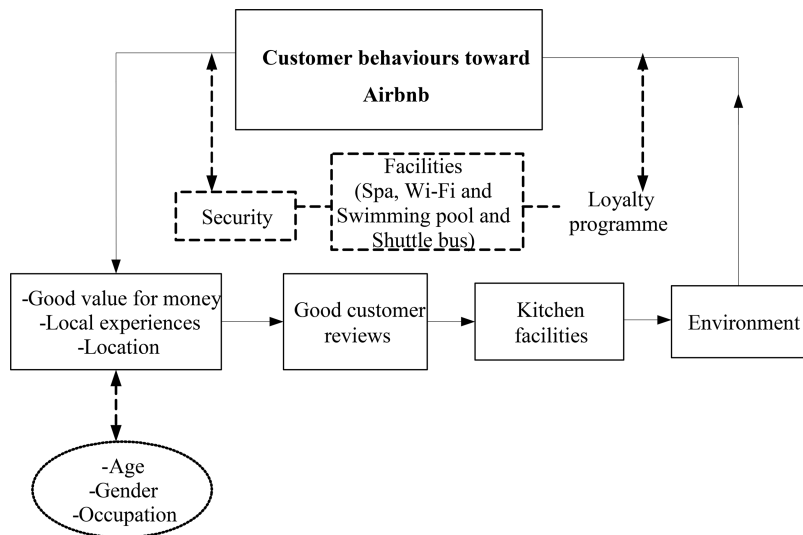 Customer behaviours toward
Airbnb
Facilities
(Spa, Wi-Fi and
Swimming pool and
Shuttle bus)
Security
Loyalty
programme
-Good value for money
-Local experiences
-Location
Good customer
reviews
Kitchen
facilities
Environment
-Age
-Gender
-Occupation